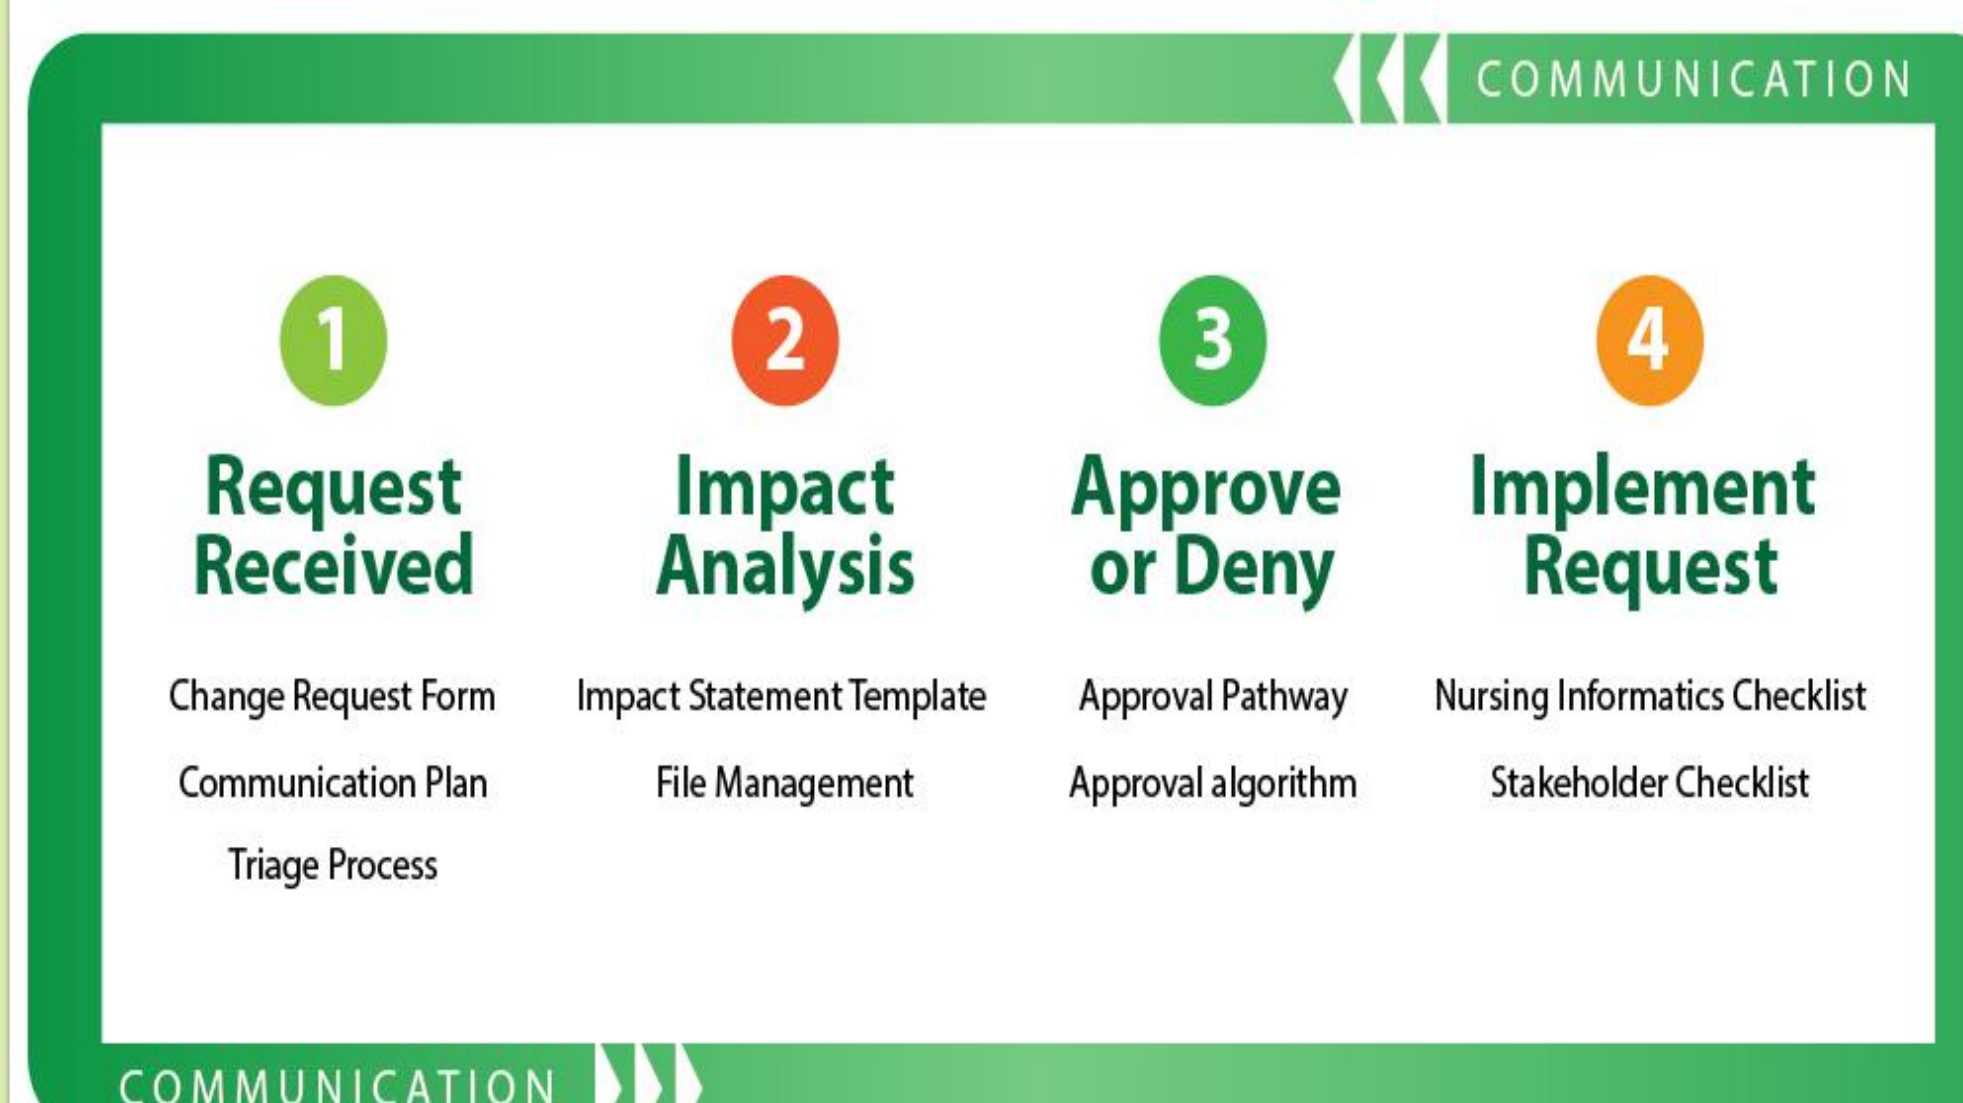 COMMUNICATION
1
Request
Received
Change Request Form
Communication Plan
Triage Process
2
Impact
Analysis
Impact Statement Template
File Management
3
Approve
or Deny
Approval Pathway
Approval algorithm
4
Implement
Request
Nursing Informatics Checklist
Stakeholder Checklist
COMMUNICATION